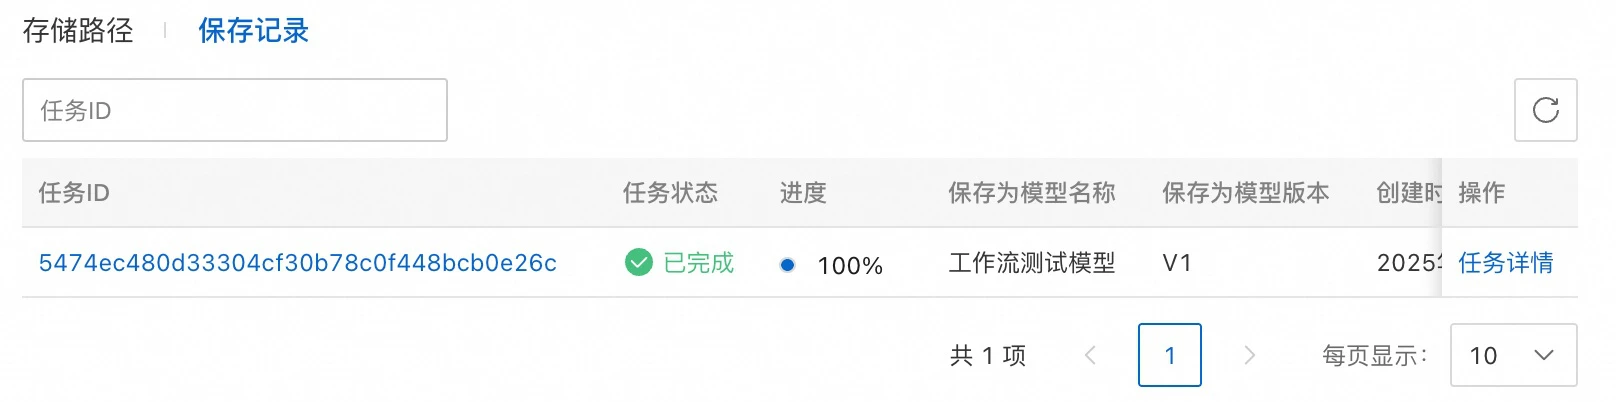 存储路径 保存记录
任务ID
任务ID 任务状态 进度 保存为模型名称 保存为模型版本 创建时 操作
5474ec480d33304cf30b78c0f448bcb0e26c 已完成 100% 工作流测试模型 V1 2025 任务详情
共 1 项 1 每页显示: 10